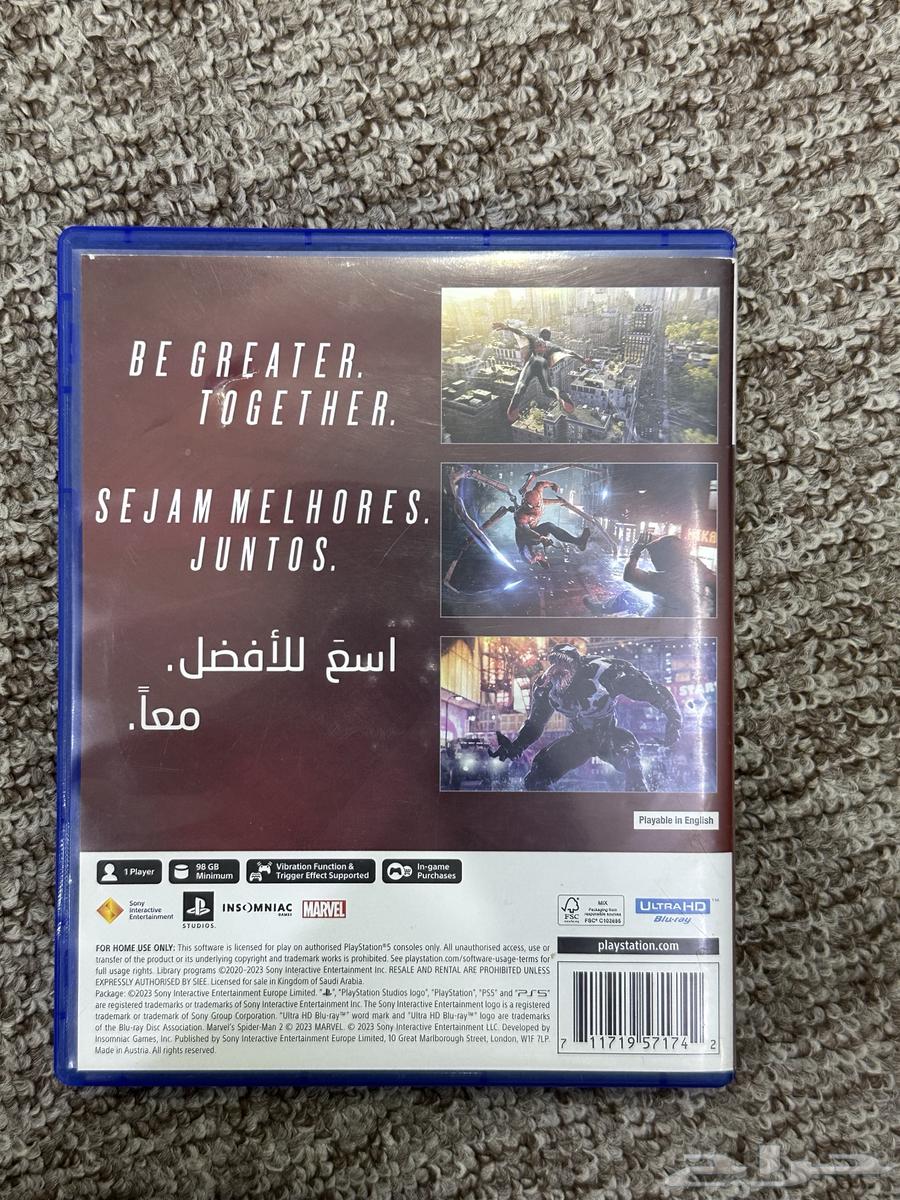 BE GREATER.
TOGETHER.
SEJAM MELHORES.
JUNTOS.
اسعَ للأفضل.
معاً.
START
Playable in English
1 Player
98 GB
Minimum
Vibration Function &
Trigger Effect Supported
In-game
Purchases
Sony
Interactive
Entertainment
STUDIOS.
INSOMNIAC
GAMES
MARVEL
FSC
MIX
Packaging from
responsible sources
FSC® C102695
ULTRA HD
Blu-ray™
FOR HOME USE ONLY: This software is licensed for play on authorised PlayStation®5 consoles only. All unauthorised access, use or
transfer of the product or its underlying copyright and trademark works is prohibited. See playstation.com/software-usage-terms for
full usage rights. Library programs ©2020-2023 Sony Interactive Entertainment Inc. RESALE AND RENTAL ARE PROHIBITED UNLESS
EXPRESSLY AUTHORISED BY SIEE. Licensed for sale in Kingdom of Saudi Arabia.
Package: ©2023 Sony Interactive Entertainment Europe Limited. "", "PlayStation Studios logo", "PlayStation", "PS5" and "PS5"
are registered trademarks or trademarks of Sony Interactive Entertainment Inc. The Sony Interactive Entertainment logo is a registered
trademark or trademark of Sony Group Corporation. "Ultra HD Blu-ray™" word mark and "Ultra HD Blu-ray™" logo are trademarks
of the Blu-ray Disc Association. Marvel's Spider-Man 2 © 2023 MARVEL. © 2023 Sony Interactive Entertainment LLC. Developed by
Insomniac Games, Inc. Published by Sony Interactive Entertainment Europe Limited, 10 Great Marlborough Street, London, W1F 7LP.
Made in Austria. All rights reserved.
playstation.com
7 11719 57174 2
حراج